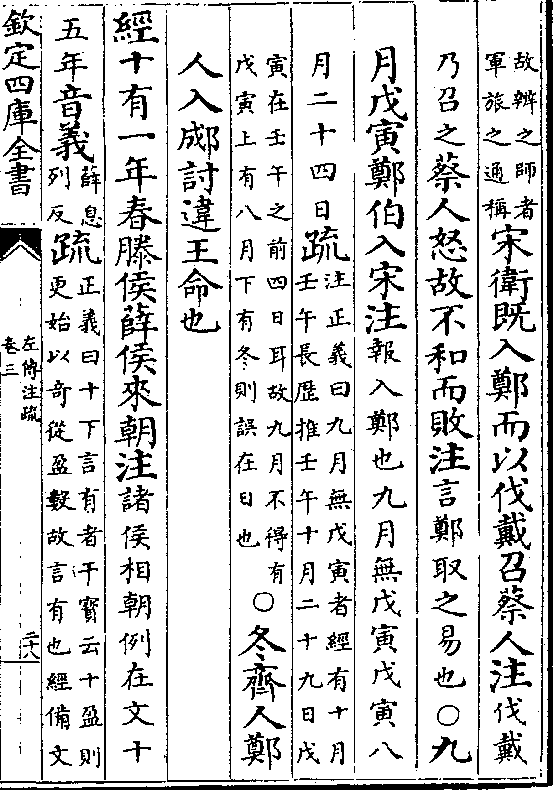 故辨之師者
軍旅之通稱
宋衛既入鄭而以伐戴召蔡人注伐戴
乃召之蔡人怒故不和而敗注言鄭取之易也○九
月戊寅鄭伯入宋注報入鄭也九月無戊寅戊寅八
月二十四日疏
注正義曰九月無戊寅者經有十月
壬午長歷推壬午十月二十九日戊
寅在壬午之前四日耳故九月不得有
戊寅上有八月下有冬則誤在日也
○冬齊人鄭
人入郕討違王命也
經十有一年春滕侯薛侯來朝注諸侯相朝例在文十
五年音義
薛息
列反
疏
正義曰十下言有者干寶云十盈則
更始以奇從盈數故言有也經備文
欽定四庫全書
左傳注疏
卷三
二十八